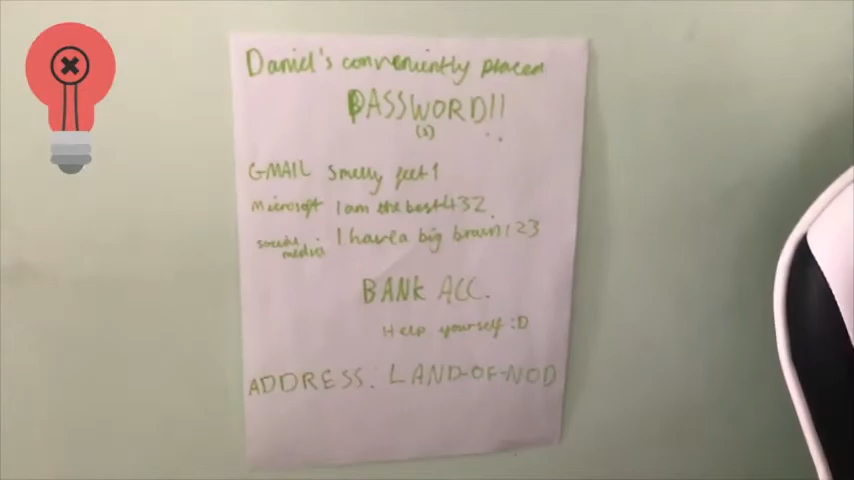 Daniel's conveniently placed
PASSWORD!!
(s)
GMAIL smelly feet1
Microsoft I am the best432
social media I have a big brain123
BANK ACC.
Help yourself :D
ADDRESS. LAND-OF-NOD